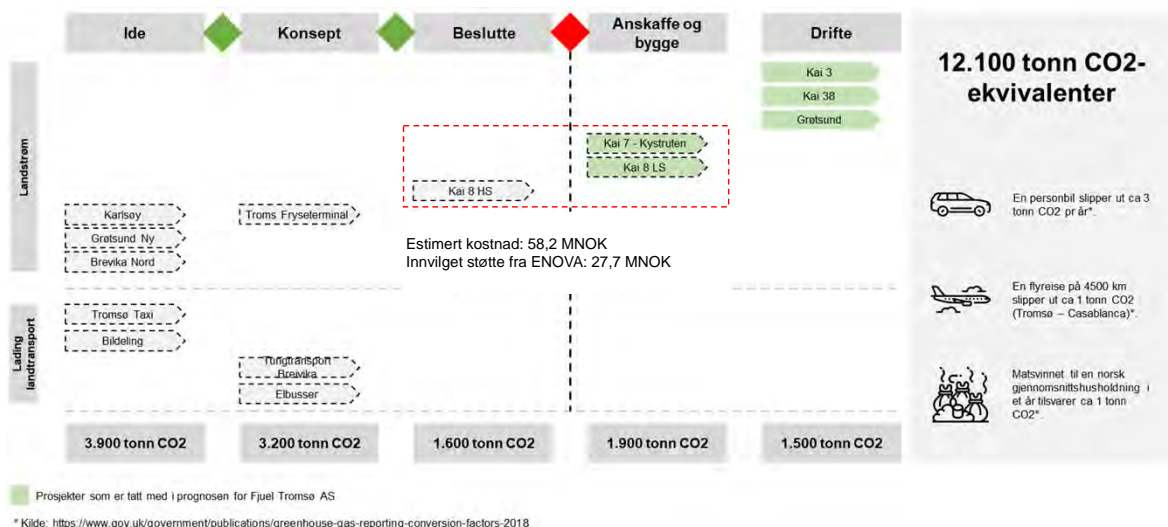 Ide
Konsept
Beslutte
Anskaffe og
bygge
Drifte
Landstrøm
Kai 3
Kai 38
Grøtsund
Kai 7 - Kystruten
Kai 8 LS
Kai 8 HS
Karlsøy
Grøtsund Ny
Brevika Nord
Troms Fryseterminal
Estimert kostnad: 58,2 MNOK
Innvilget støtte fra ENOVA: 27,7 MNOK
Lading
landtransport
Tromsø Taxi
Bildeling
Tungtransport
Breivika
Elbusser
3.900 tonn CO2
3.200 tonn CO2
1.600 tonn CO2
1.900 tonn CO2
1.500 tonn CO2
12.100 tonn CO2-
ekvivalenter
En personbil slipper ut ca 3
tonn CO2 pr år*.
En flyreise på 4500 km
slipper ut ca 1 tonn CO2
(Tromsø – Casablanca)*.
Matsvinnet til en norsk
gjennomsnittshusholdning i
et år tilsvarer ca 1 tonn
CO2*.
Prosjekter som er tatt med i prognosen for Fjuel Tromsø AS
* Kilde: https://www.gov.uk/government/publications/greenhouse-gas-reporting-conversion-factors-2018